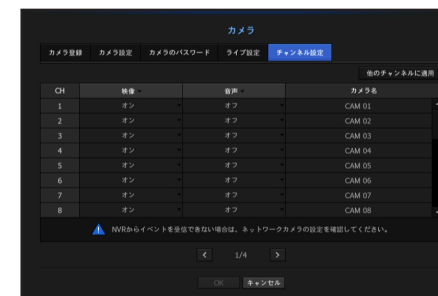 カメラ
カメラ登録 カメラ設定 カメラのパスワード ライブ設定 チャンネル設定
他のチャンネルに適用
CH 映像 音声 カメラ名
1 オン オフ CAM 01
2 オン オフ CAM 02
3 オン オフ CAM 03
4 オン オフ CAM 04
5 オン オフ CAM 05
6 オン オフ CAM 06
7 オン オフ CAM 07
8 オン オフ CAM 08
NVRからイベントを受信できない場合は、ネットワークカメラの設定を確認してください。
< 1/4 >
OK キャンセル